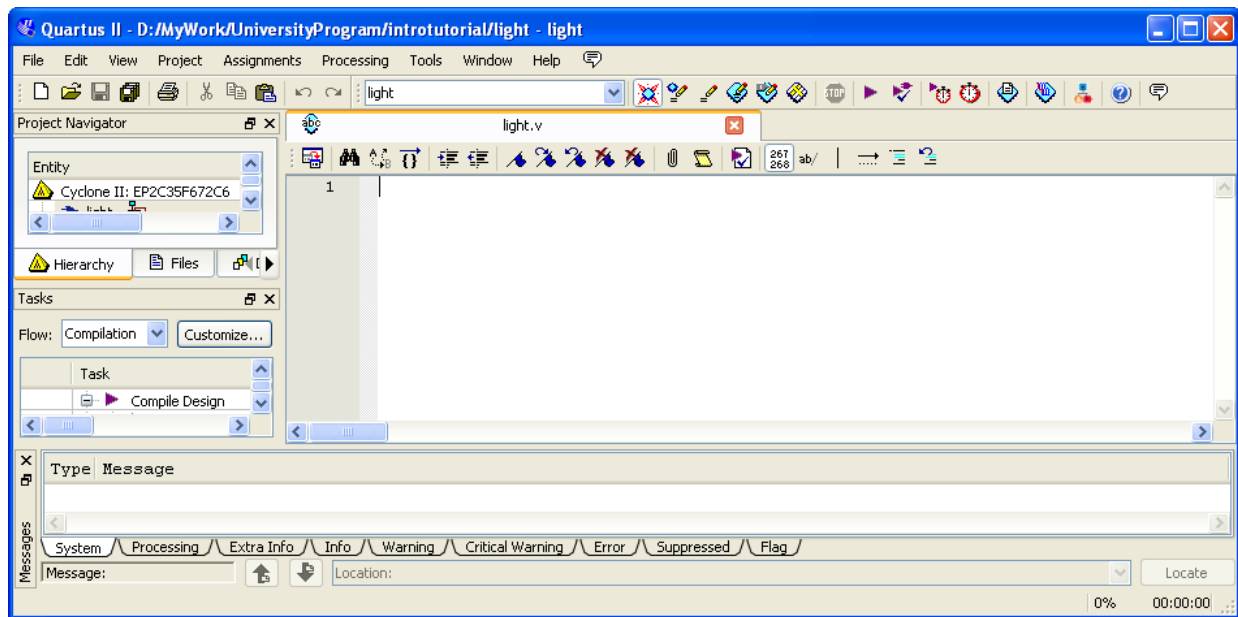 Quartus II - D:/MyWork/UniversityProgram/introtutorial/light - light
File Edit View Project Assignments Processing Tools Window Help
light
Project Navigator
light.v
Entity
Cyclone II: EP2C35F672C6
light
Hierarchy Files
267
268 ab/
1
Tasks
Flow: Compilation Customize...
Task
Compile Design
Type Message
Messages
System Processing Extra Info Info Warning Critical Warning Error Suppressed Flag
Message: Location: Locate
0% 00:00:00